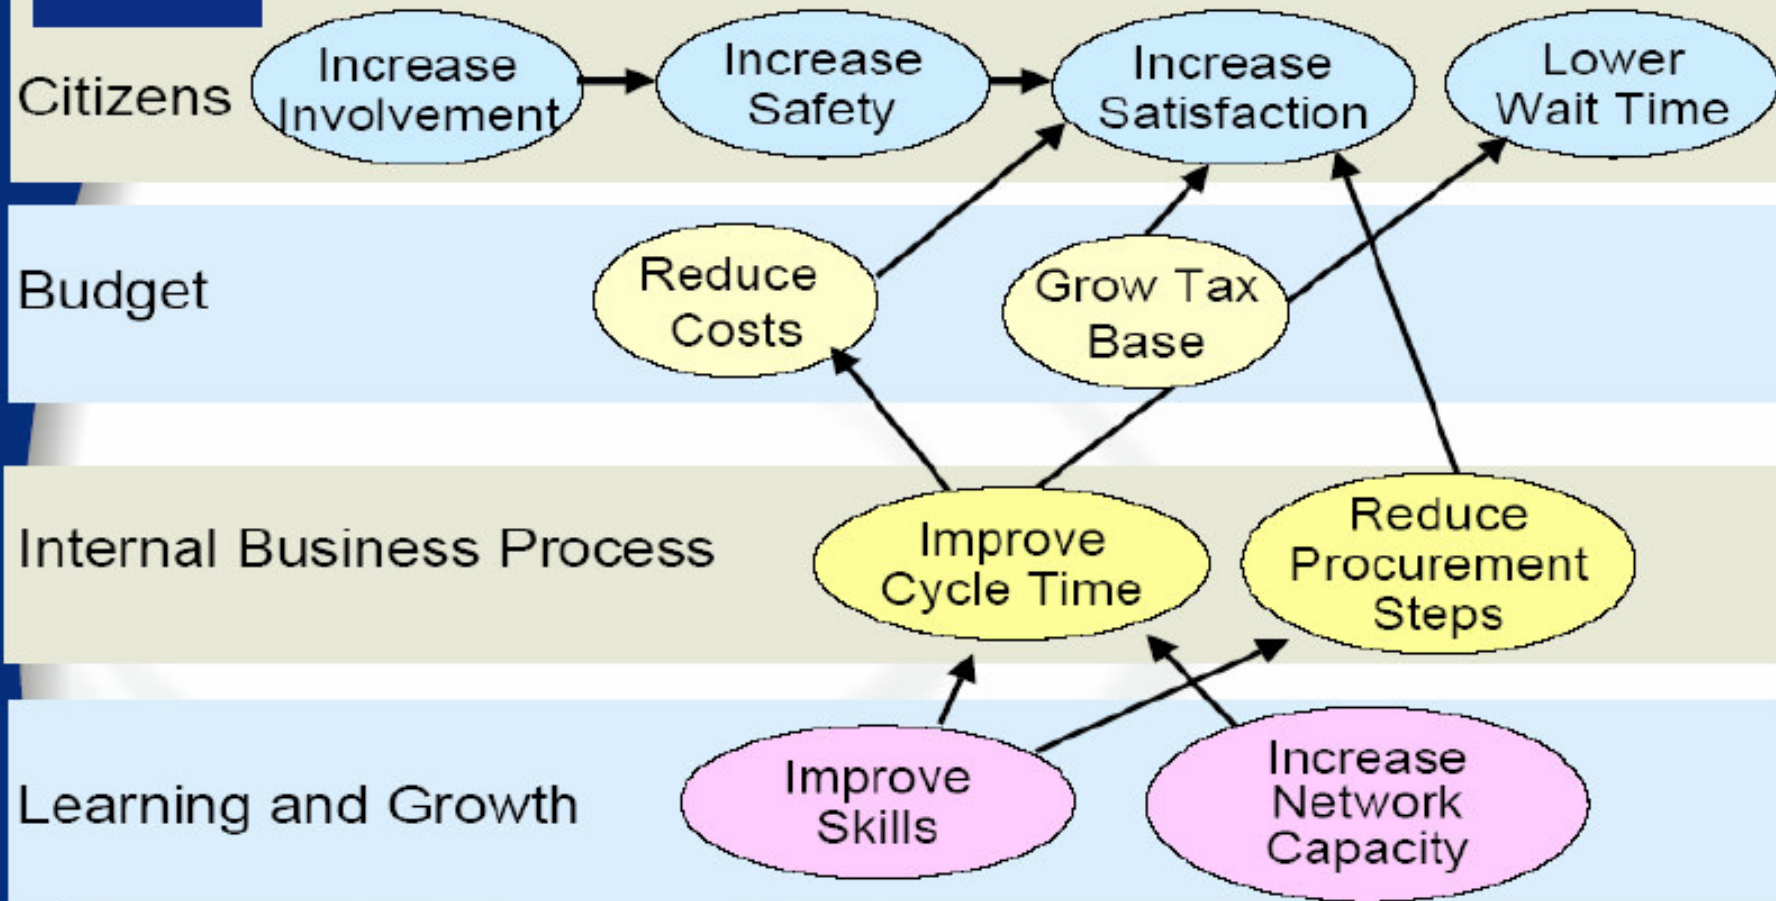 Citizens
Increase
Involvement
Increase
Safety
Increase
Satisfaction
Lower
Wait Time
Budget
Reduce
Costs
Grow Tax
Base
Internal Business Process
Improve
Cycle Time
Reduce
Procurement
Steps
Learning and Growth
Improve
Skills
Increase
Network
Capacity